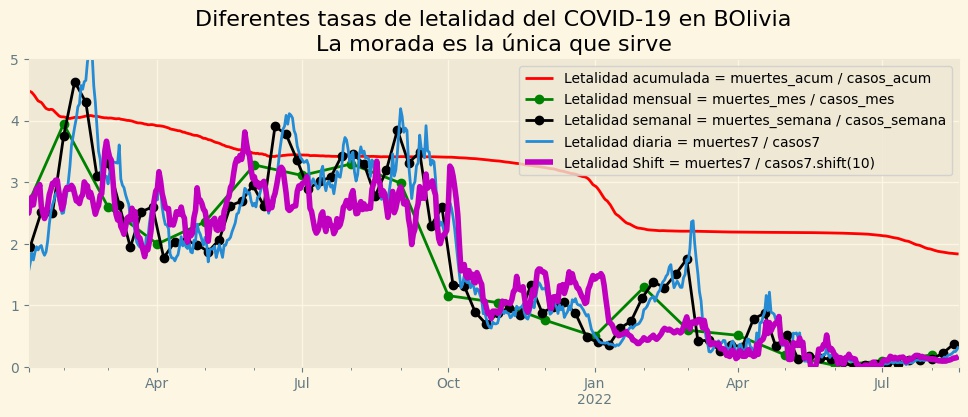 Diferentes tasas de letalidad del COVID-19 en BOlivia
La morada es la única que sirve
5
4
3
2
1
0
Letalidad acumulada = muertes_acum / casos_acum
Letalidad mensual = muertes_mes / casos_mes
Letalidad semanal = muertes_semana / casos_semana
Letalidad diaria = muertes7 / casos7
Letalidad Shift = muertes7 / casos7.shift(10)
Apr
Jul
Oct
Jan
2022
Apr
Jul